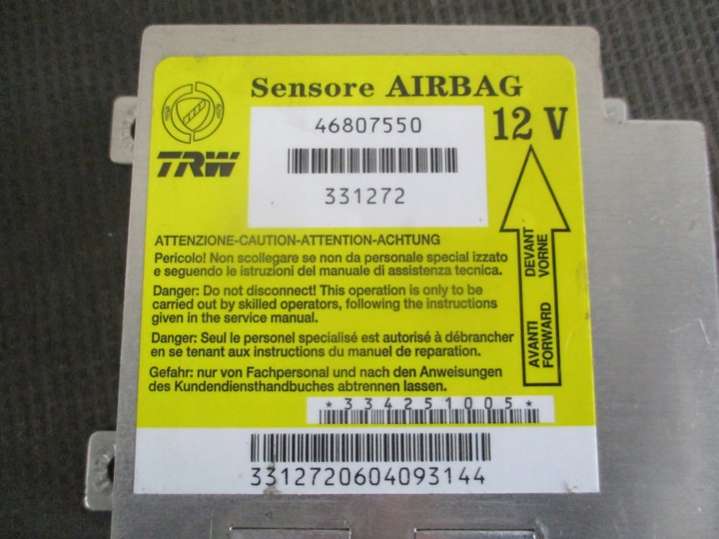 Sensore AIRBAG
46807550
12 V
TRW
331272
ATTENZIONE-CAUTION-ATTENTION-ACHTUNG
Pericolo! Non scollegare se non da personale special izzato
e seguendo le istruzioni del manuale di assistenza tecnica.
Danger: Do not disconnect! This operation is only to be
carried out by skilled operators, following the instructions
given in the service manual.
Danger: Seul le personel specialisé est autorisé à débrancher
en se tenant aux instructions du manuel de reparation.
Gefahr: nur von Fachpersonal und nach den Anweisungen
des Kundendiensthandbuches abtrennen lassen.
AVANTI DEVANT
FORWARD VORNE
*334251005*
3312720604093144